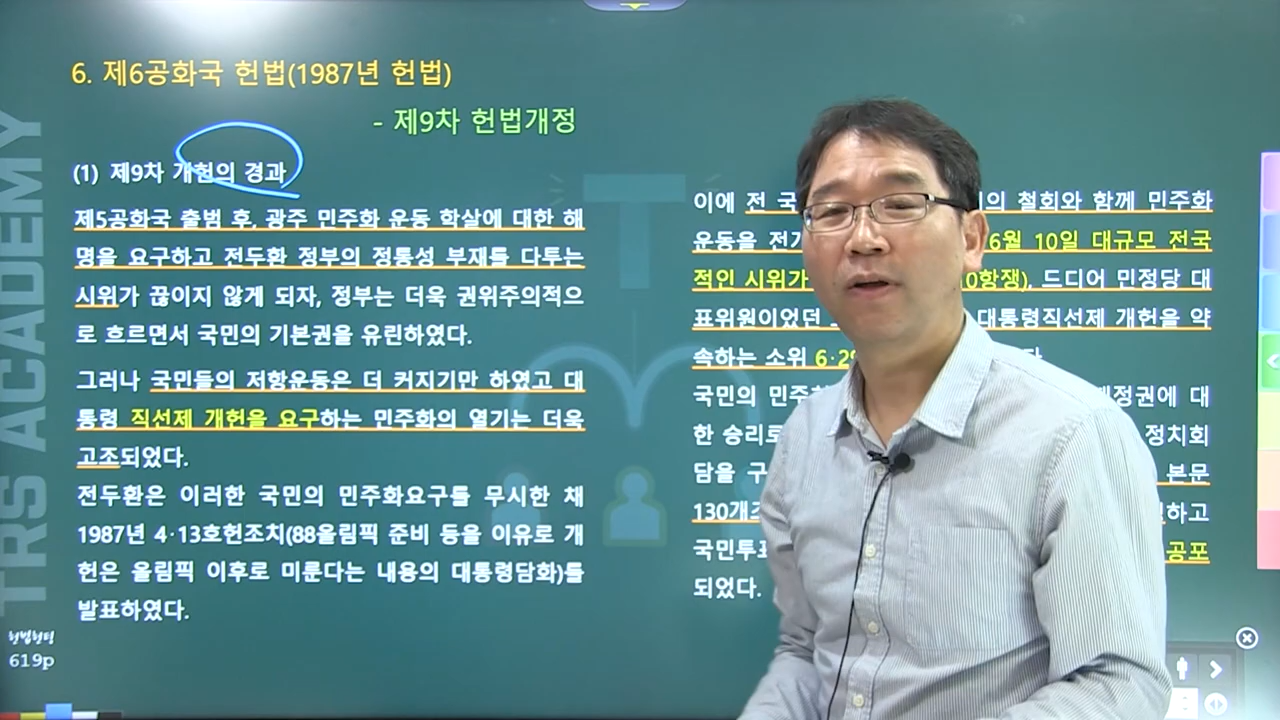 6. 제6공화국 헌법(1987년 헌법)
- 제9차 헌법개정
(1) 제9차 개헌의 경과
제5공화국 출범 후, 광주 민주화 운동 학살에 대한 해
명을 요구하고 전두환 정부의 정통성 부재를 다투는
시위가 끊이지 않게 되자, 정부는 더욱 권위주의적으
로 흐르면서 국민의 기본권을 유린하였다.
그러나 국민들의 저항운동은 더 커지기만 하였고 대
통령 직선제 개헌을 요구하는 민주화의 열기는 더욱
고조되었다.
전두환은 이러한 국민의 민주화요구를 무시한 채
1987년 4·13호헌조치(88올림픽 준비 등을 이유로 개
헌은 올림픽 이후로 미룬다는 내용의 대통령담화)를
발표하였다.
이에 전 국 의 철회와 함께 민주화
운동을 전개 6월 10일 대규모 전국
적인 시위가 10항쟁), 드디어 민정당 대
표위원이었던 대통령직선제 개헌을 약
속하는 소위 6·29 다.
국민의 민주화 정권에 대
한 승리로 정치회
담을 구 본문
130개조 하고
국민투표 공포
되었다.
TRS ACADEMY
헌법헌팅
619p